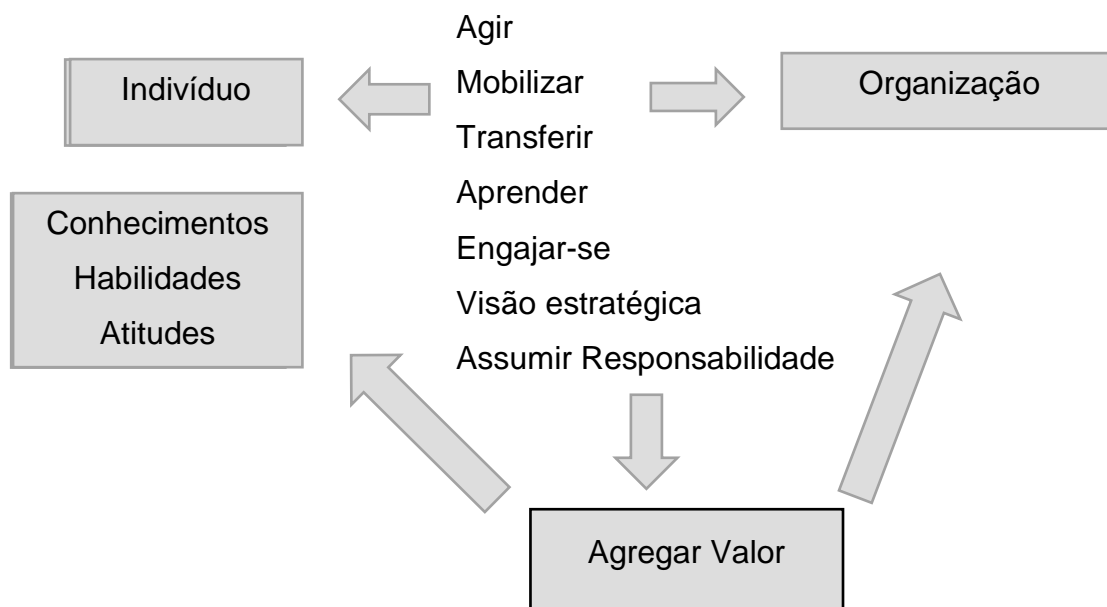 Indivíduo
Conhecimentos
Habilidades
Atitudes
Agir
Mobilizar
Transferir
Aprender
Engajar-se
Visão estratégica
Assumir Responsabilidade
Organização
Agregar Valor